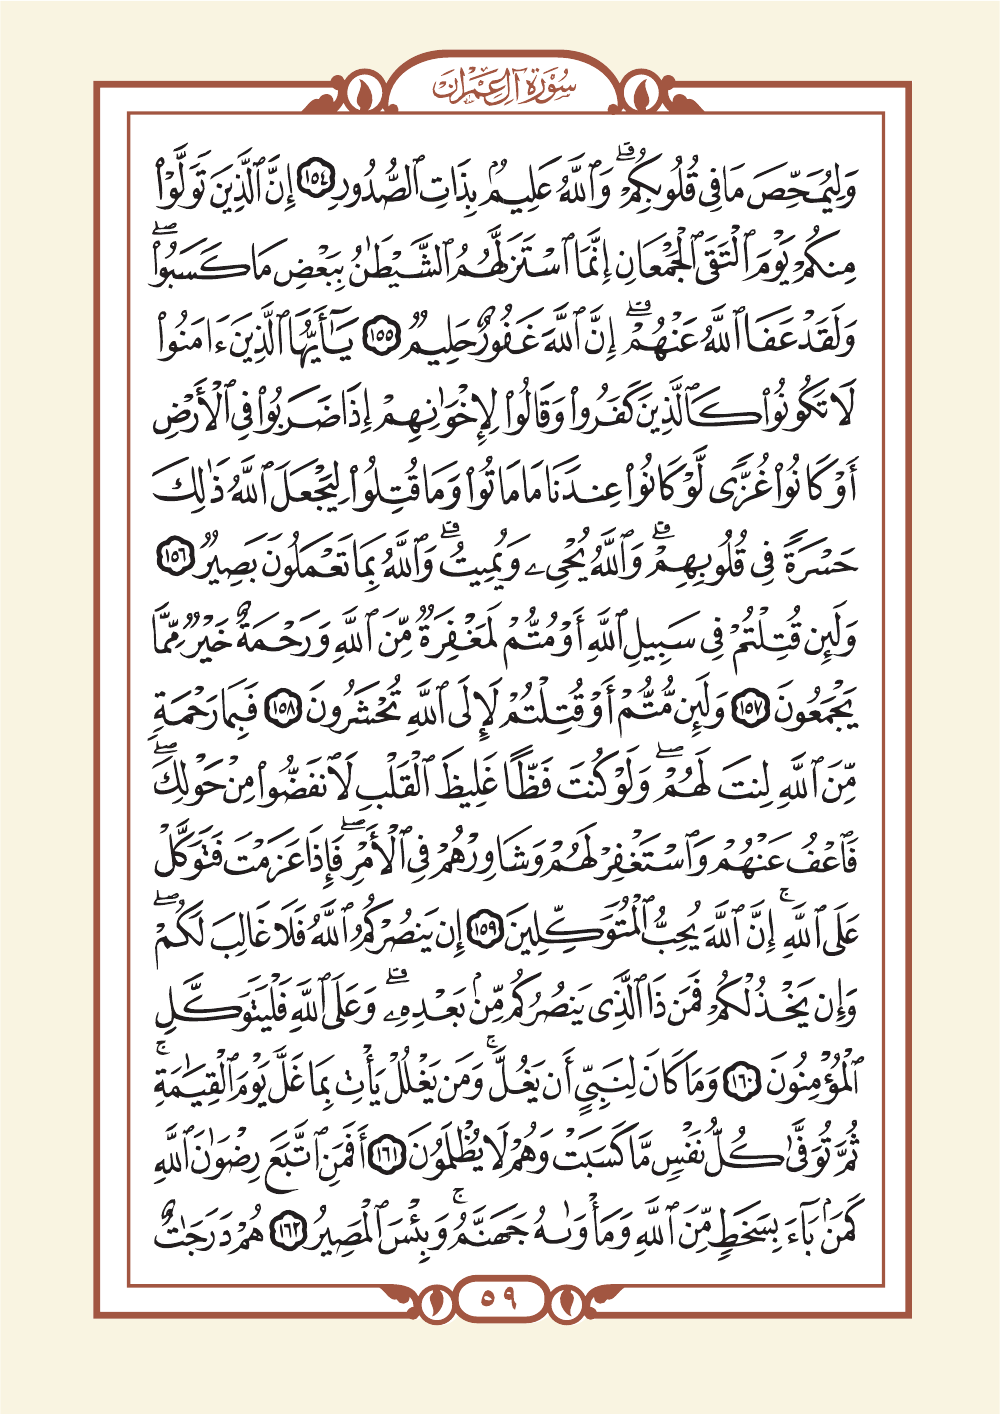 سُورَةُ آلِ عِمْرَانَ
وَلِيُمَحِّصَ مَا فِي قُلُوبِكُمْۗ وَٱللَّهُ عَلِيمُۢ بِذَاتِ ٱلصُّدُورِ ١٥٤ إِنَّ ٱلَّذِينَ تَوَلَّوْا۟
مِنكُمْ يَوْمَ ٱلْتَقَى ٱلْجَمْعَانِ إِنَّمَا ٱسْتَزَلَّهُمُ ٱلشَّيْطَٰنُ بِبَعْضِ مَا كَسَبُوا۟ۖ
وَلَقَدْ عَفَا ٱللَّهُ عَنْهُمْۗ إِنَّ ٱللَّهَ غَفُورٌ حَلِيمٌ ١٥٥ يَٰٓأَيُّهَا ٱلَّذِينَ ءَامَنُوا۟
لَا تَكُونُوا۟ كَٱلَّذِينَ كَفَرُوا۟ وَقَالُوا۟ لِإِخْوَٰنِهِمْ إِذَا ضَرَبُوا۟ فِي ٱلْأَرْضِ
أَوْ كَانُوا۟ غُزًّى لَّوْ كَانُوا۟ عِندَنَا مَا مَاتُوا۟ وَمَا قُتِلُوا۟ لِيَجْعَلَ ٱللَّهُ ذَٰلِكَ
حَسْرَةً فِي قُلُوبِهِمْۗ وَٱللَّهُ يُحْيِۦ وَيُمِيتُۗ وَٱللَّهُ بِمَا تَعْمَلُونَ بَصِيرٌ ١٥٦
وَلَئِن قُتِلْتُمْ فِي سَبِيلِ ٱللَّهِ أَوْ مُتُّمْ لَمَغْفِرَةٌ مِّنَ ٱللَّهِ وَرَحْمَةٌ خَيْرٌ مِّمَّا
يَجْمَعُونَ ١٥٧ وَلَئِن مُّتُّمْ أَوْ قُتِلْتُمْ لَإِلَى ٱللَّهِ تُحْشَرُونَ ١٥٨ فَبِمَا رَحْمَةٍ
مِّنَ ٱللَّهِ لِنتَ لَهُمْۖ وَلَوْ كُنتَ فَظًّا غَلِيظَ ٱلْقَلْبِ لَٱنفَضُّوا۟ مِنْ حَوْلِكَۖ
فَٱعْفُ عَنْهُمْ وَٱسْتَغْفِرْ لَهُمْ وَشَاوِرْهُمْ فِي ٱلْأَمْرِۖ فَإِذَا عَزَمْتَ فَتَوَكَّلْ
عَلَى ٱللَّهِۚ إِنَّ ٱللَّهَ يُحِبُّ ٱلْمُتَوَكِّلِينَ ١٥٩ إِن يَنصُرْكُمُ ٱللَّهُ فَلَا غَالِبَ لَكُمْۖ
وَإِن يَخْذُلْكُمْ فَمَن ذَا ٱلَّذِي يَنصُرُكُم مِّنۢ بَعْدِهِۦۗ وَعَلَى ٱللَّهِ فَلْيَتَوَكَّلِ
ٱلْمُؤْمِنُونَ ١٦٠ وَمَا كَانَ لِنَبِيٍّ أَن يَغُلَّۚ وَمَن يَغْلُلْ يَأْتِ بِمَا غَلَّ يَوْمَ ٱلْقِيَٰمَةِۚ
ثُمَّ تُوَفَّىٰ كُلُّ نَفْسٍ مَّا كَسَبَتْ وَهُمْ لَا يُظْلَمُونَ ١٦١ أَفَمَنِ ٱتَّبَعَ رِضْوَٰنَ ٱللَّهِ
كَمَنۢ بَآءَ بِسَخَطٍ مِّنَ ٱللَّهِ وَمَأْوَىٰهُ جَهَنَّمُۚ وَبِئْسَ ٱلْمَصِيرُ ١٦٢ هُمْ دَرَجَٰتٌ
٥٩